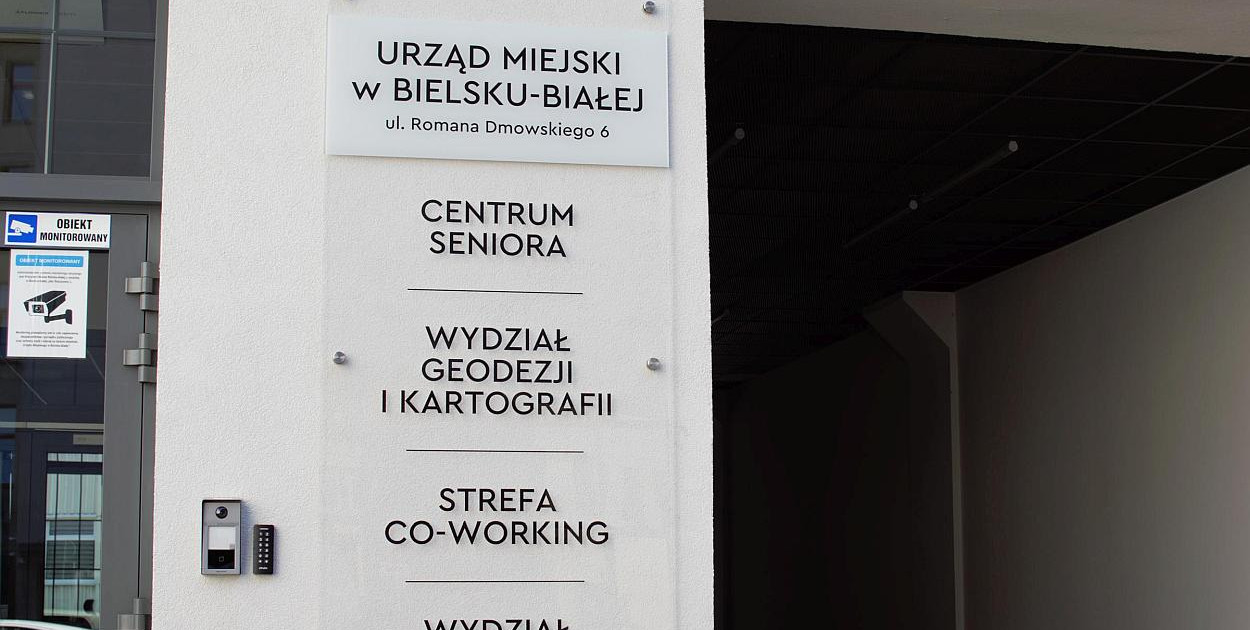 URZĄD MIEJSKI
w BIELSKU-BIAŁEJ
ul. Romana Dmowskiego 6
CENTRUM
SENIORA
WYDZIAŁ
GEODEZJI
I KARTOGRAFII
STREFA
CO-WORKING
WYDZIAŁ
OBIEKT
MONITOROWANY
OBIEKT MONITOROWANY